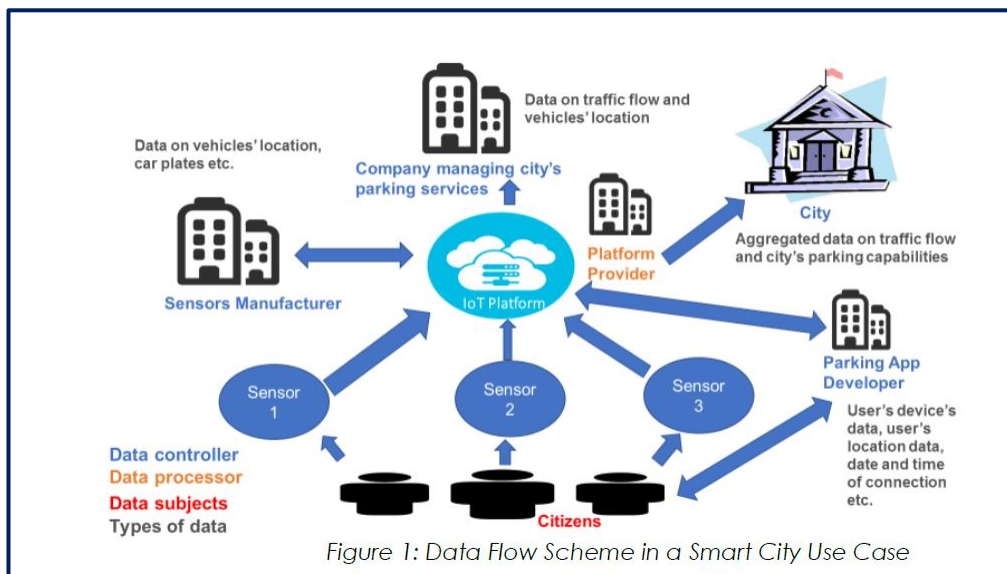 Data on traffic flow and
vehicles' location
Data on vehicles' location,
car plates etc.
Company managing city's
parking services
Platform
Provider
City
Aggregated data on traffic flow
and city's parking capabilities
Sensors Manufacturer
IoT Platform
Parking App
Developer
Sensor
1
Sensor
2
Sensor
3
User's device's
data, user's
location data,
date and time
of connection
etc.
Data controller
Data processor
Data subjects
Types of data
Citizens
Figure 1: Data Flow Scheme in a Smart City Use Case